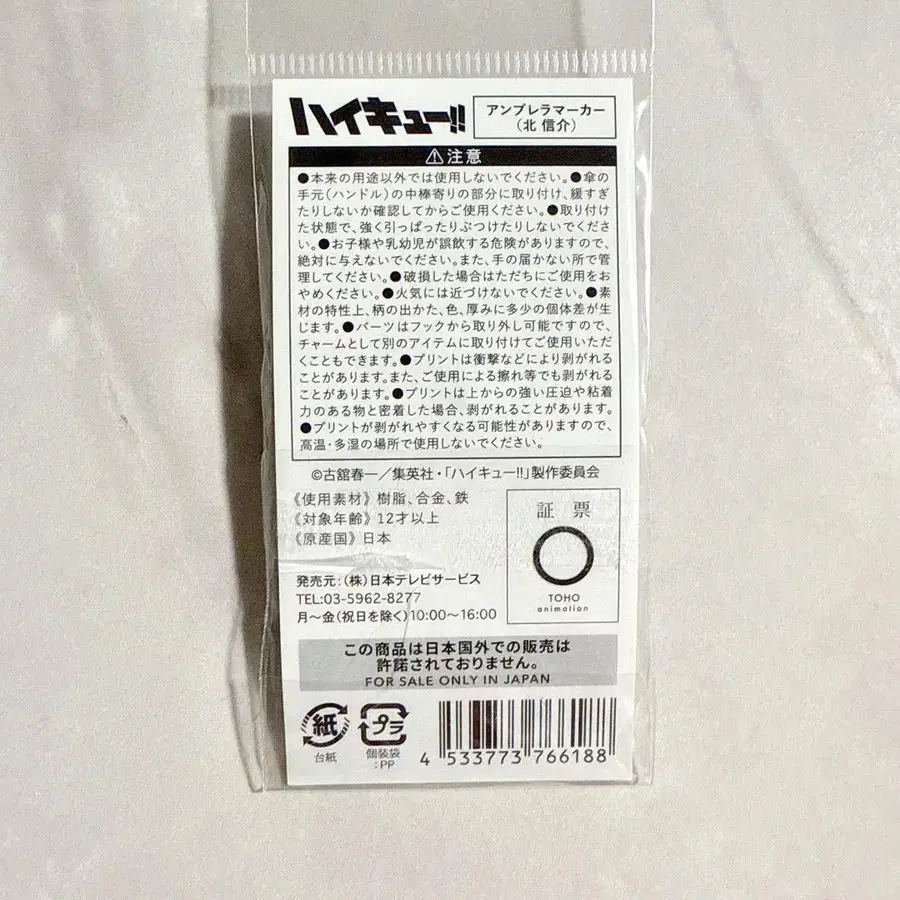 ハイキュー!!
アンブレラマーカー
(北 信介)
⚠注意
●本来の用途以外では使用しないでください。●傘の
手元(ハンドル)の中棒寄りの部分に取り付け、緩すぎ
たりしないか確認してからご使用ください。●取り付け
た状態で、強く引っぱったりぶつけたりしないでくださ
い。●お子様や乳幼児が誤飲する危険がありますので、
絶対に与えないでください。また、手の届かない所で管
理してください。●破損した場合はただちにご使用をお
やめください。●火気には近づけないでください。●素
材の特性上、柄の出かた、色、厚みに多少の個体差が生
じます。●パーツはフックから取り外し可能ですので、
チャームとして別のアイテムに取り付けてご使用いただ
くこともできます。●プリントは衝撃などにより剥がれる
ことがあります。また、ご使用による擦れ等でも剥がれる
ことがあります。●プリントは上からの強い圧迫や粘着
力のある物と密着した場合、剥がれることがあります。
●プリントが剥がれやすくなる可能性がありますので、
高温・多湿の場所で使用しないでください。
©古舘春一/集英社・「ハイキュー!!」製作委員会
《使用素材》樹脂、合金、鉄
《対象年齢》12才以上
《原産国》日本
証 票
TOHO
animation
発売元:(株)日本テレビサービス
TEL:03-5962-8277
月~金(祝日を除く)10:00~16:00
この商品は日本国外での販売は
許諾されておりません。
FOR SALE ONLY IN JAPAN
紙
台紙
プラ
個装袋
:PP
4 533773 766188